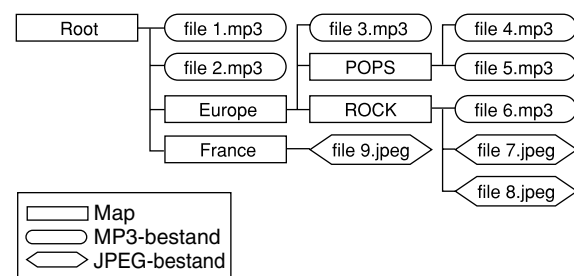 Root file 1.mp3 file 3.mp3 file 4.mp3
file 2.mp3 POPS file 5.mp3
Europe ROCK file 6.mp3
France file 9.jpeg file 7.jpeg
file 8.jpeg
Map
MP3-bestand
JPEG-bestand